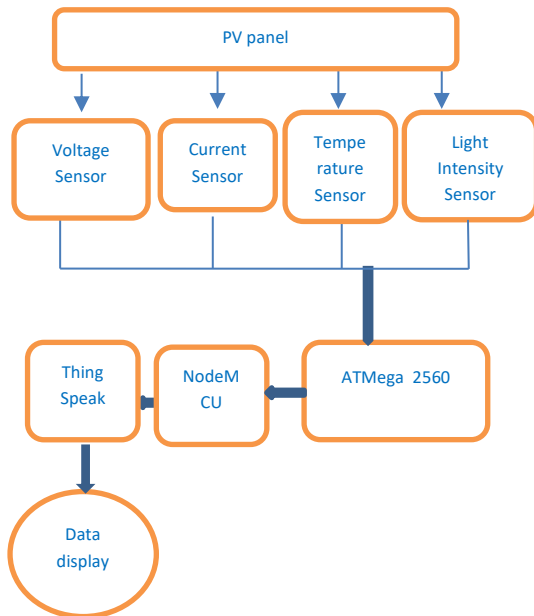 PV panel
Voltage
Sensor
Current
Sensor
Tempe
rature
Sensor
Light
Intensity
Sensor
Thing
Speak
NodeM
CU
ATMega 2560
Data
display